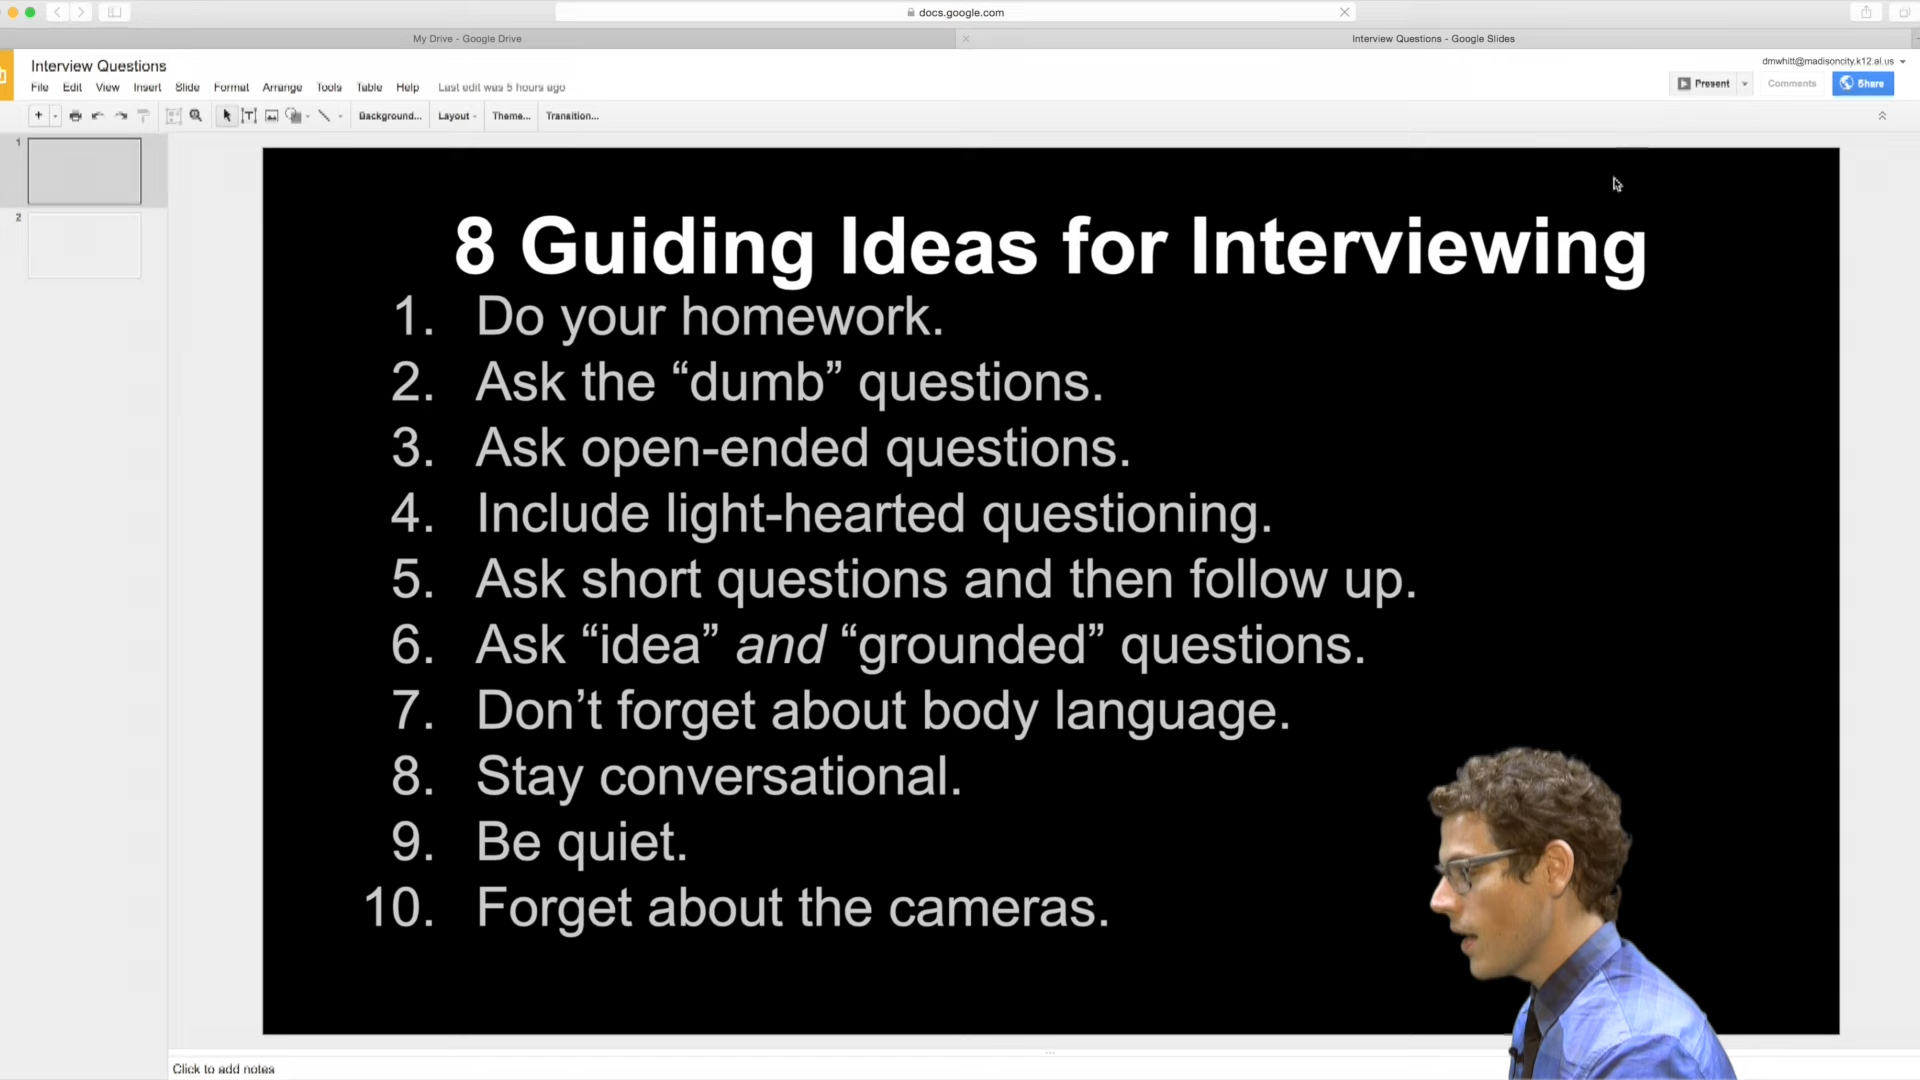 docs.google.com
My Drive - Google Drive
Interview Questions - Google Slides
Interview Questions
dmwhitt@madisoncity.k12.al.us
File Edit View Insert Slide Format Arrange Tools Table Help Last edit was 5 hours ago
Present Comments Share
Background... Layout Theme... Transition...
1
2
8 Guiding Ideas for Interviewing
1. Do your homework.
2. Ask the “dumb” questions.
3. Ask open-ended questions.
4. Include light-hearted questioning.
5. Ask short questions and then follow up.
6. Ask “idea” and “grounded” questions.
7. Don’t forget about body language.
8. Stay conversational.
9. Be quiet.
10. Forget about the cameras.
Click to add notes